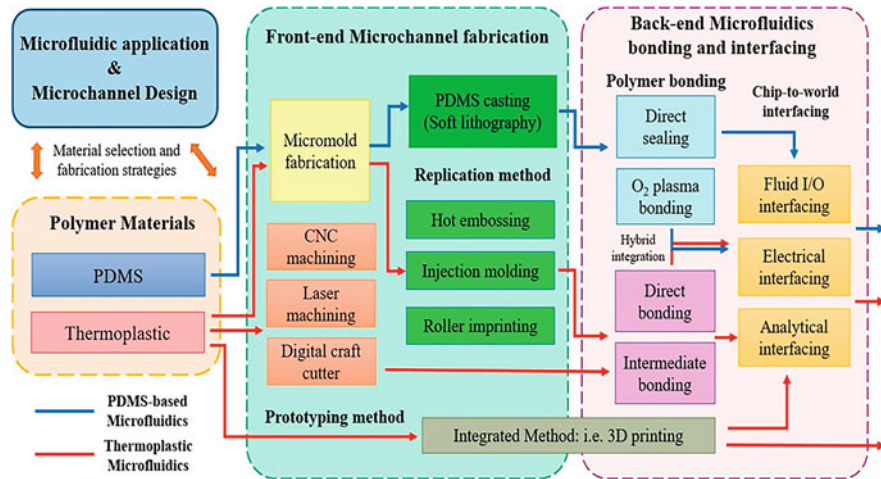 Microfluidic application
&
Microchannel Design
Material selection and
fabrication strategies
Polymer Materials
PDMS
Thermoplastic
PDMS-based
Microfluidics
Thermoplastic
Microfluidics
Front-end Microchannel fabrication
Micromold
fabrication
PDMS casting
(Soft lithography)
Replication method
Hot embossing
CNC
machining
Injection molding
Laser
machining
Roller imprinting
Digital craft
cutter
Prototyping method
Integrated Method: i.e. 3D printing
Back-end Microfluidics
bonding and interfacing
Polymer bonding
Chip-to-world
interfacing
Direct
sealing
O₂ plasma
bonding
Hybrid
integration
Direct
bonding
Intermediate
bonding
Fluid I/O
interfacing
Electrical
interfacing
Analytical
interfacing